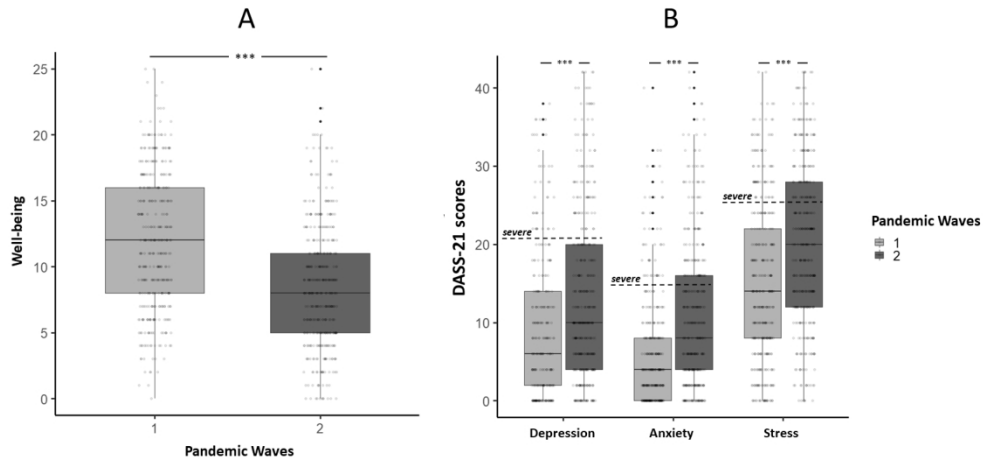 A
***
Well-being
25
20
15
10
5
0
1
2
Pandemic Waves
B
***
***
***
DASS-21 scores
40
30
20
10
0
severe
severe
severe
Depression
Anxiety
Stress
Pandemic Waves
1
2